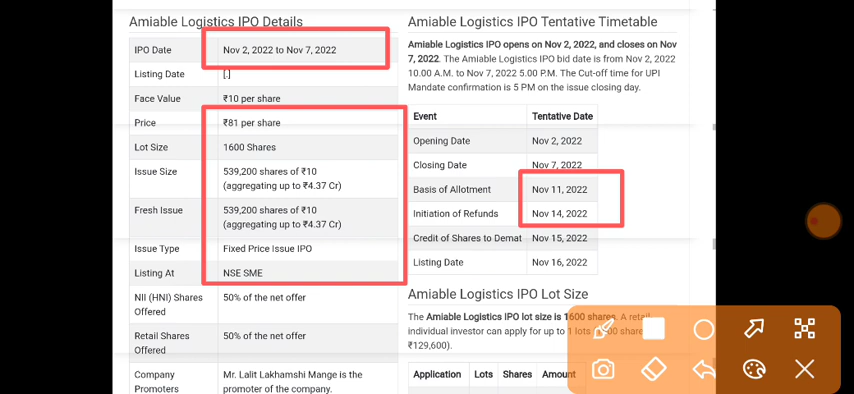 Amiable Logistics IPO Details
IPO Date Nov 2, 2022 to Nov 7, 2022
Listing Date [.]
Face Value ₹10 per share
Price ₹81 per share
Lot Size 1600 Shares
Issue Size 539,200 shares of ₹10
(aggregating up to ₹4.37 Cr)
Fresh Issue 539,200 shares of ₹10
(aggregating up to ₹4.37 Cr)
Issue Type Fixed Price Issue IPO
Listing At NSE SME
NII (HNI) Shares 50% of the net offer
Offered
Retail Shares 50% of the net offer
Offered
Company Mr. Lalit Lakhamshi Mange is the
Promoters promoter of the company.
Amiable Logistics IPO Tentative Timetable
Amiable Logistics IPO opens on Nov 2, 2022, and closes on Nov
7, 2022. The Amiable Logistics IPO bid date is from Nov 2, 2022
10.00 A.M. to Nov 7, 2022 5.00 P.M. The Cut-off time for UPI
Mandate confirmation is 5 PM on the issue closing day.
Event Tentative Date
Opening Date Nov 2, 2022
Closing Date Nov 7, 2022
Basis of Allotment Nov 11, 2022
Initiation of Refunds Nov 14, 2022
Credit of Shares to Demat Nov 15, 2022
Listing Date Nov 16, 2022
Amiable Logistics IPO Lot Size
The Amiable Logistics IPO lot size is 1600 shares. A retail
individual investor can apply for up to 1 lots
₹129,600).
Application Lots Shares Amount